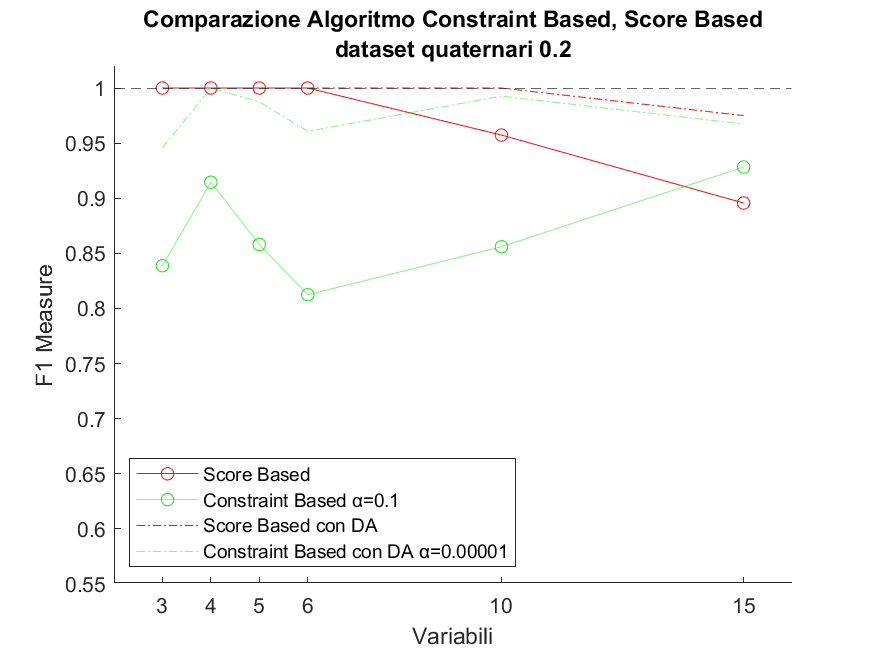 Comparazione Algoritmo Constraint Based, Score Based
dataset quaternari 0.2
1
0.95
0.9
0.85
0.8
0.75
0.7
0.65
0.6
0.55
F1 Measure
Score Based
Constraint Based α=0.1
Score Based con DA
Constraint Based con DA α=0.00001
3 4 5 6 10 15
Variabili